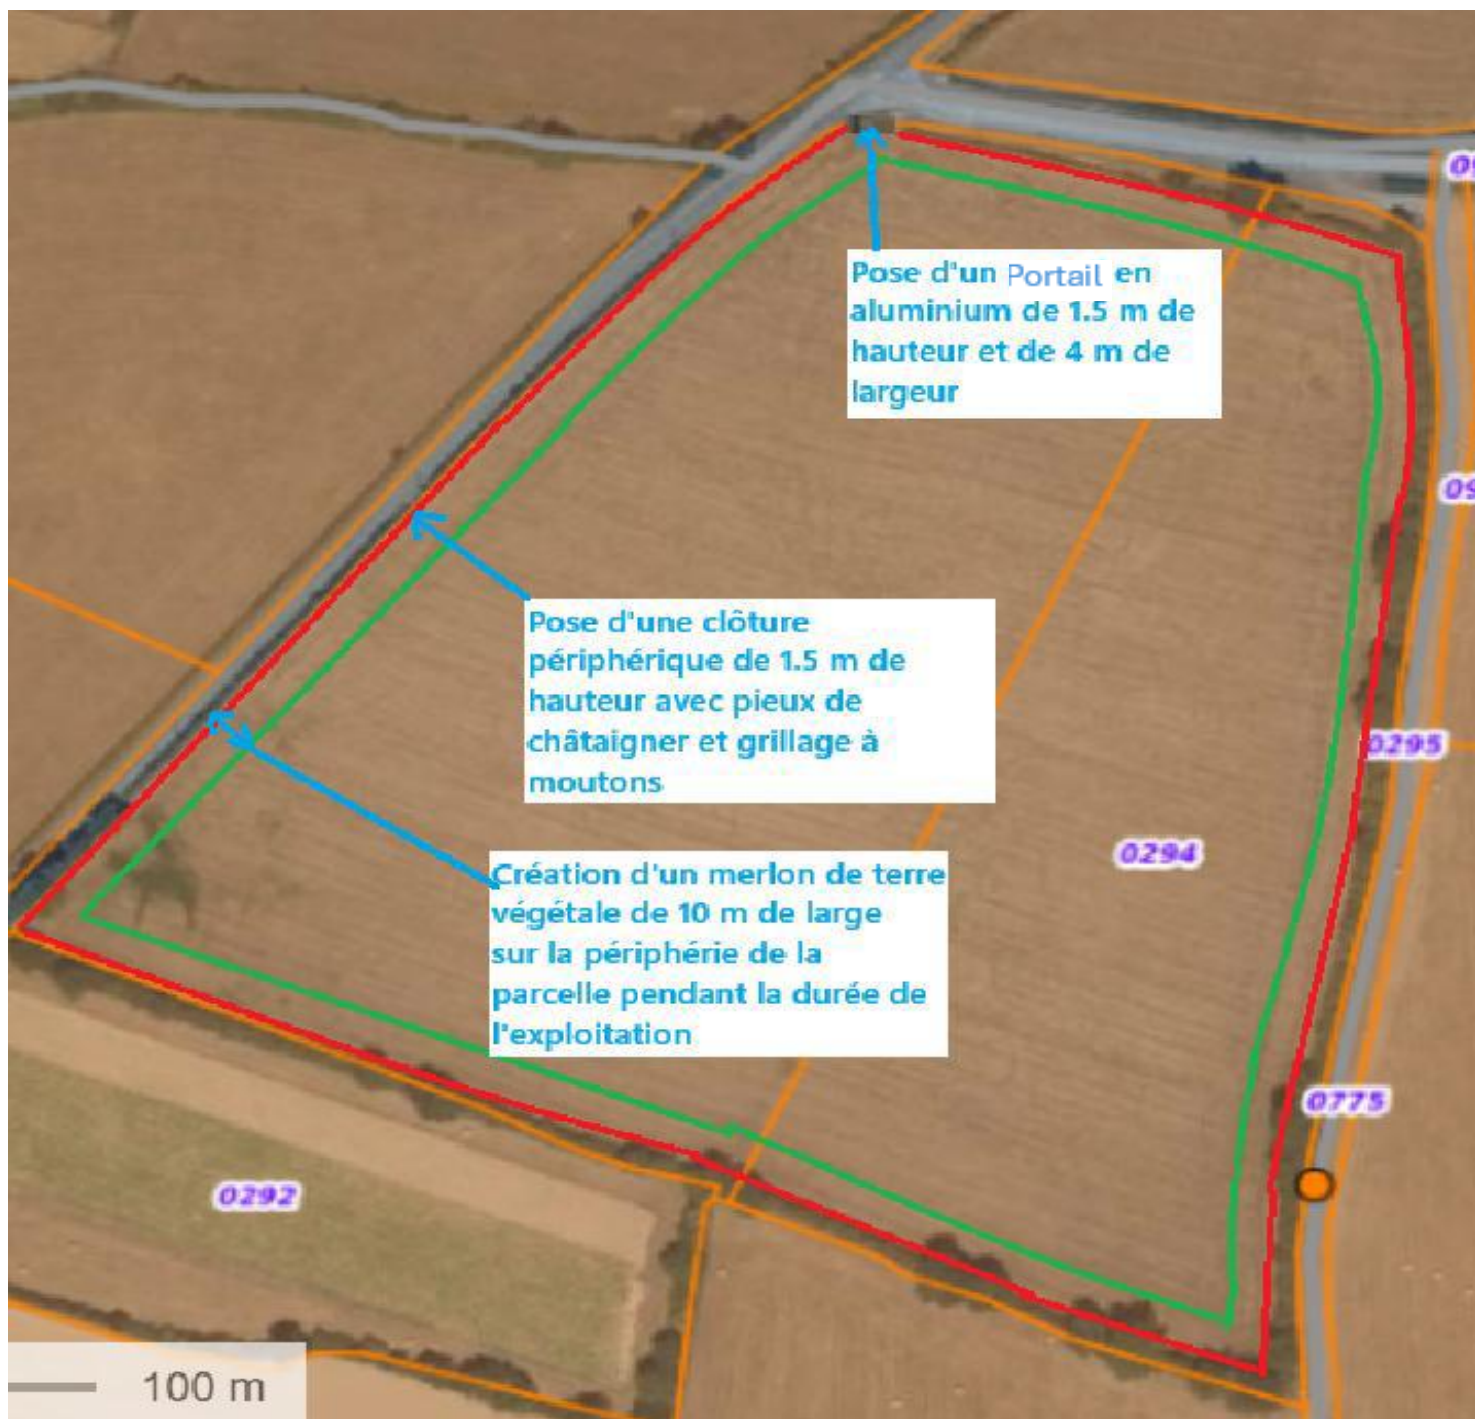 09
Pose d'un Portail en
aluminium de 1.5 m de
hauteur et de 4 m de
largeur
09
Pose d'une clôture
périphérique de 1.5 m de
hauteur avec pieux de
châtaigner et grillage à
moutons
0295
0294
Création d'un merlon de terre
végétale de 10 m de large
sur la périphérie de la
parcelle pendant la durée de
l'exploitation
0775
0292
100 m